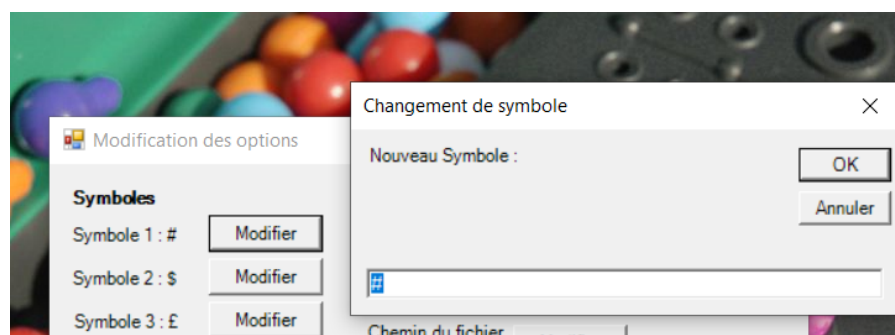 Changement de symbole
Nouveau Symbole :
OK
Annuler
#
Modification des options
Symboles
Symbole 1 : # Modifier
Symbole 2 : $ Modifier
Symbole 3 : £ Modifier
Chemin du fichier